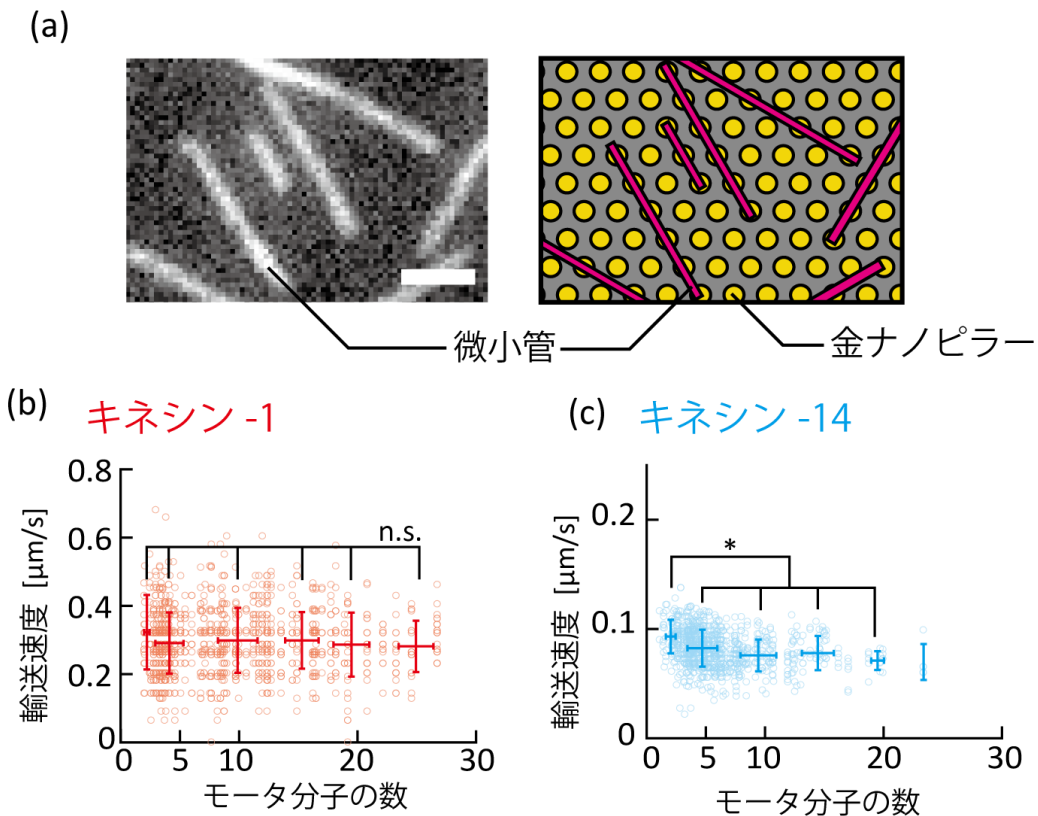 (a)
微小管
金ナノピラー
(b)
キネシン -1
輸送速度 [μm/s]
0.8
0.6
0.4
0.2
0
n.s.
0 5 10 20 30
モータ分子の数
(c)
キネシン -14
輸送速度 [μm/s]
0.2
0.1
0
*
0 5 10 20 30
モータ分子の数